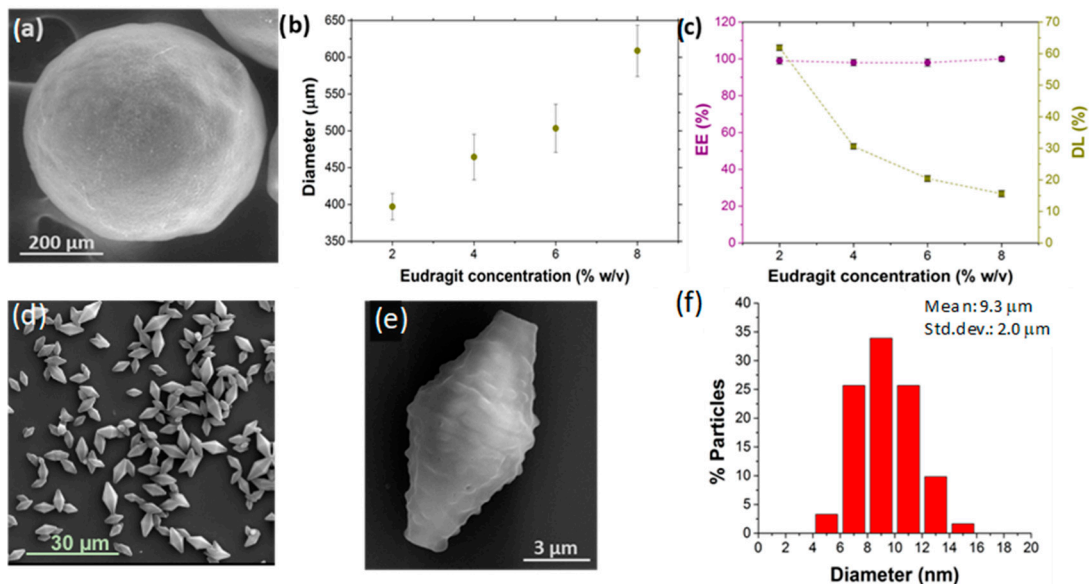 (a)
200 µm
(b)
650
600
550
500
450
400
350
Diameter (µm)
2
4
6
8
Eudragit concentration (% w/v)
(c)
120
100
80
60
40
20
0
EE (%)
70
60
50
40
30
20
10
0
DL (%)
2
4
6
8
Eudragit concentration (% w/v)
(d)
30 µm
(e)
3 µm
(f)
Mean: 9.3 µm
Std.dev.: 2.0 µm
40
35
30
25
20
15
10
5
0
% Particles
0 2 4 6 8 10 12 14 16 18 20
Diameter (nm)